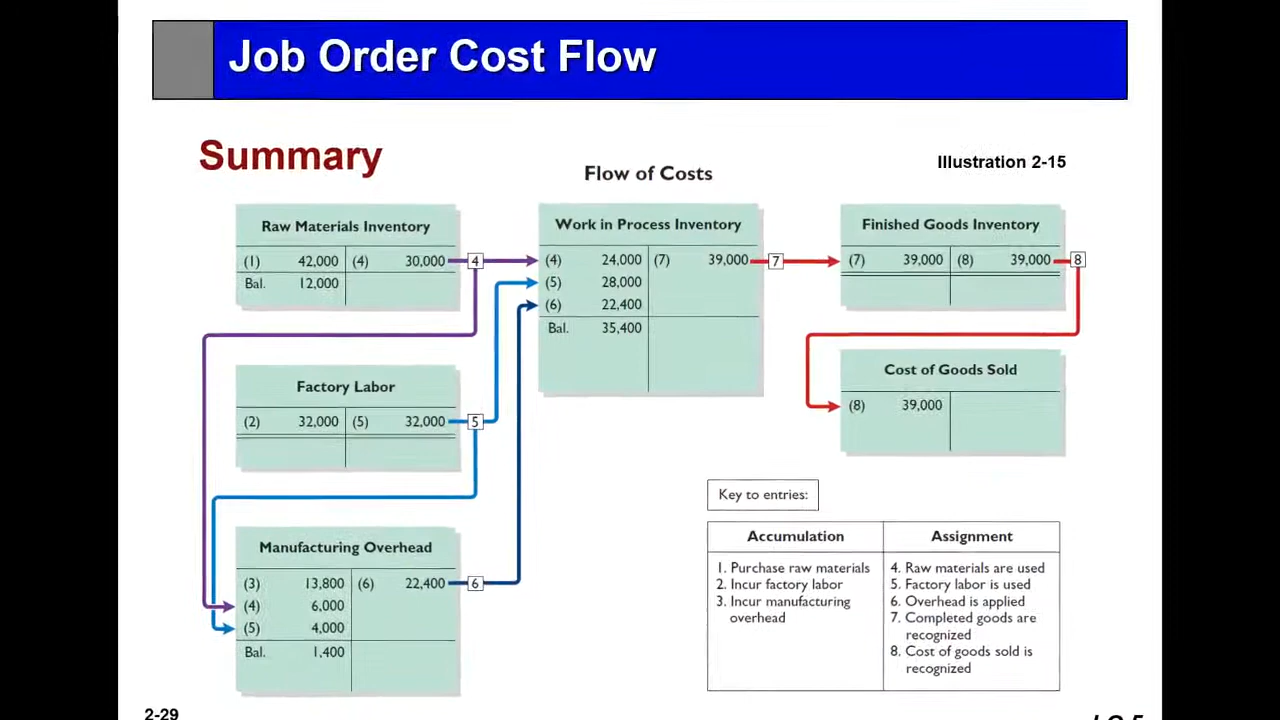 Job Order Cost Flow
Summary
Illustration 2-15
Flow of Costs
Raw Materials Inventory
(1) 42,000 (4) 30,000
Bal. 12,000
4
Factory Labor
(2) 32,000 (5) 32,000
5
Manufacturing Overhead
(3) 13,800 (6) 22,400
(4) 6,000
(5) 4,000
Bal. 1,400
6
Work in Process Inventory
(4) 24,000 (7) 39,000
(5) 28,000
(6) 22,400
Bal. 35,400
7
Finished Goods Inventory
(7) 39,000 (8) 39,000
8
Cost of Goods Sold
(8) 39,000
Key to entries:
Accumulation
1. Purchase raw materials
2. Incur factory labor
3. Incur manufacturing
overhead
Assignment
4. Raw materials are used
5. Factory labor is used
6. Overhead is applied
7. Completed goods are
recognized
8. Cost of goods sold is
recognized
2-29